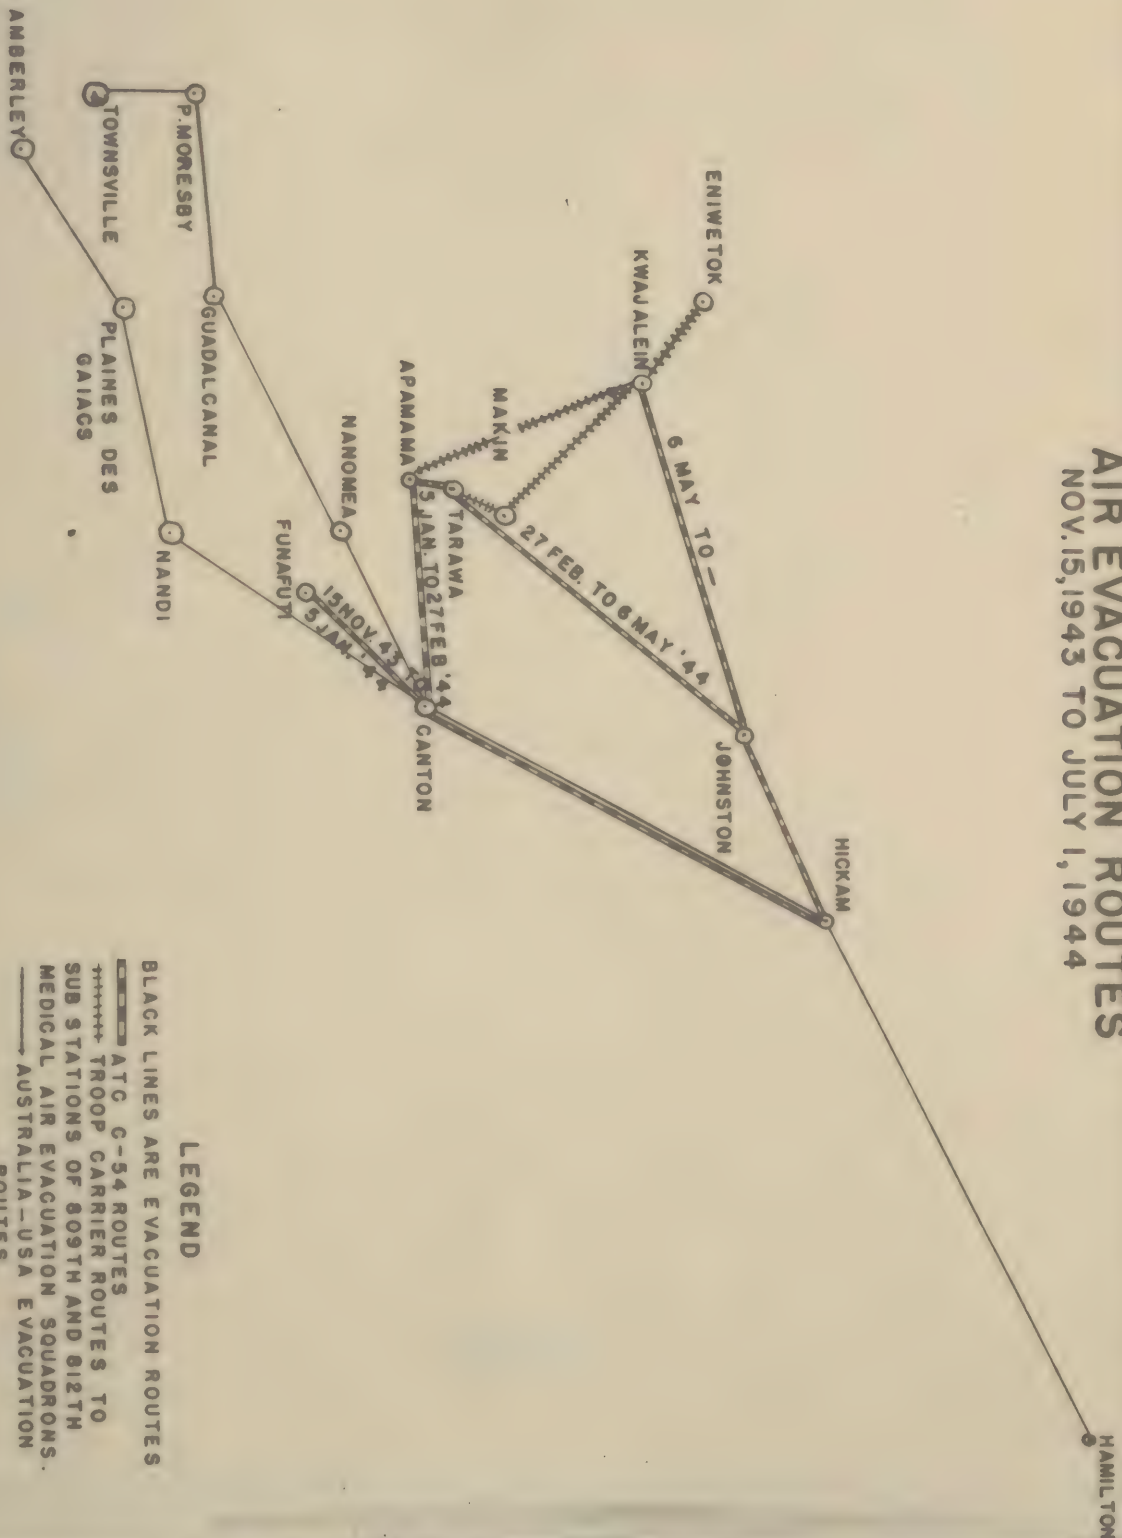 AIR EVACUATION ROUTES
NOV. 15, 1943 TO JULY 1, 1944
HAMILTON
HICKAM
JOHNSTON
ENIWETOK
KWAJALEIN
6 MAY TO —
27 FEB. TO 6 MAY '44
MAKIN
TARAWA
APAMAMA
5 JAN. TO 27 FEB '44
CANTON
NANOMEA
FUNAFUTI
15 NOV. 43 TO
5 JAN. '44
GUADALCANAL
P. MORESBY
TOWNSVILLE
NANDI
PLAINES DES
GAIACS
AMBERLEY
LEGEND
BLACK LINES ARE EVACUATION ROUTES
ATC C-54 ROUTES
TROOP CARRIER ROUTES TO
SUB STATIONS OF 809TH AND 812TH
MEDICAL AIR EVACUATION SQUADRONS.
AUSTRALIA-USA EVACUATION
ROUTES